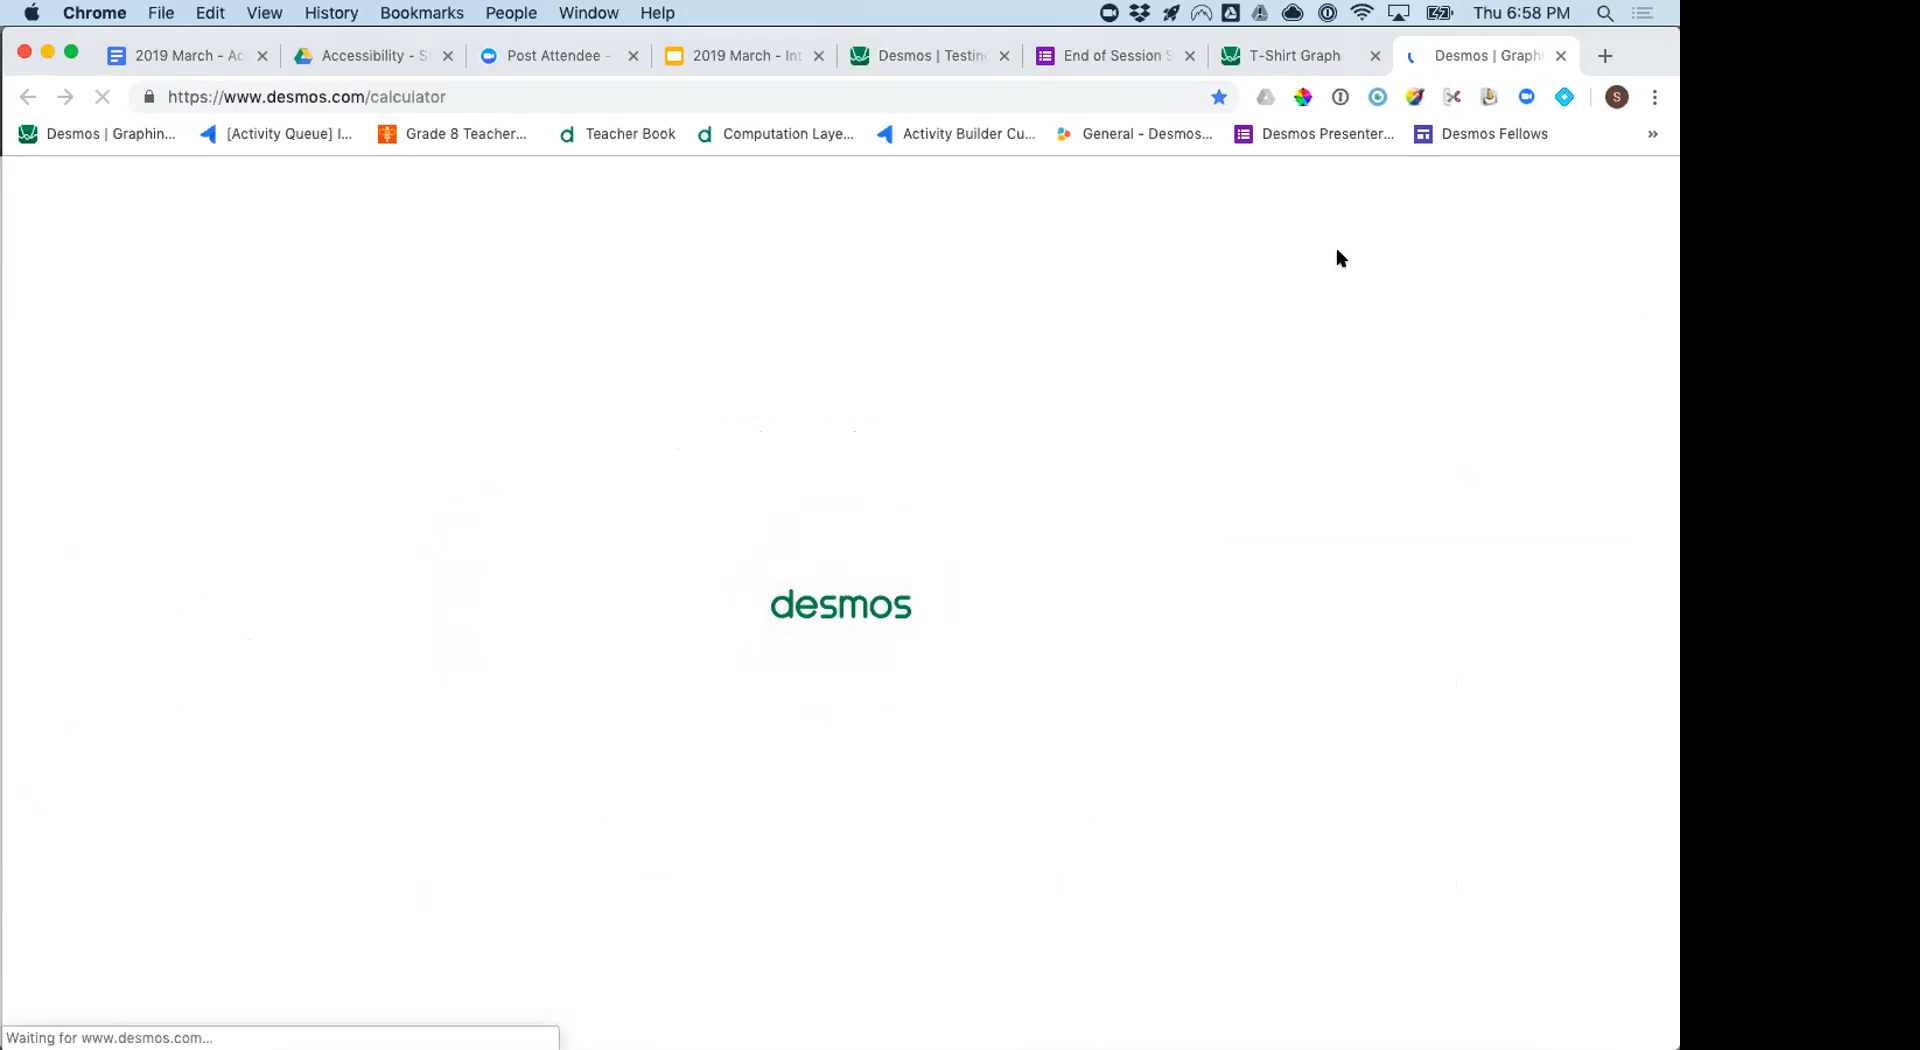 Chrome File Edit View History Bookmarks People Window Help Thu 6:58 PM
2019 March - Ac Accessibility - S Post Attendee - 2019 March - Int Desmos | Testing End of Session S T-Shirt Graph Desmos | Graphi
https://www.desmos.com/calculator S
Desmos | Graphin... [Activity Queue] I... Grade 8 Teacher... Teacher Book Computation Laye... Activity Builder Cu... General - Desmos... Desmos Presenter... Desmos Fellows »
desmos
Waiting for www.desmos.com...